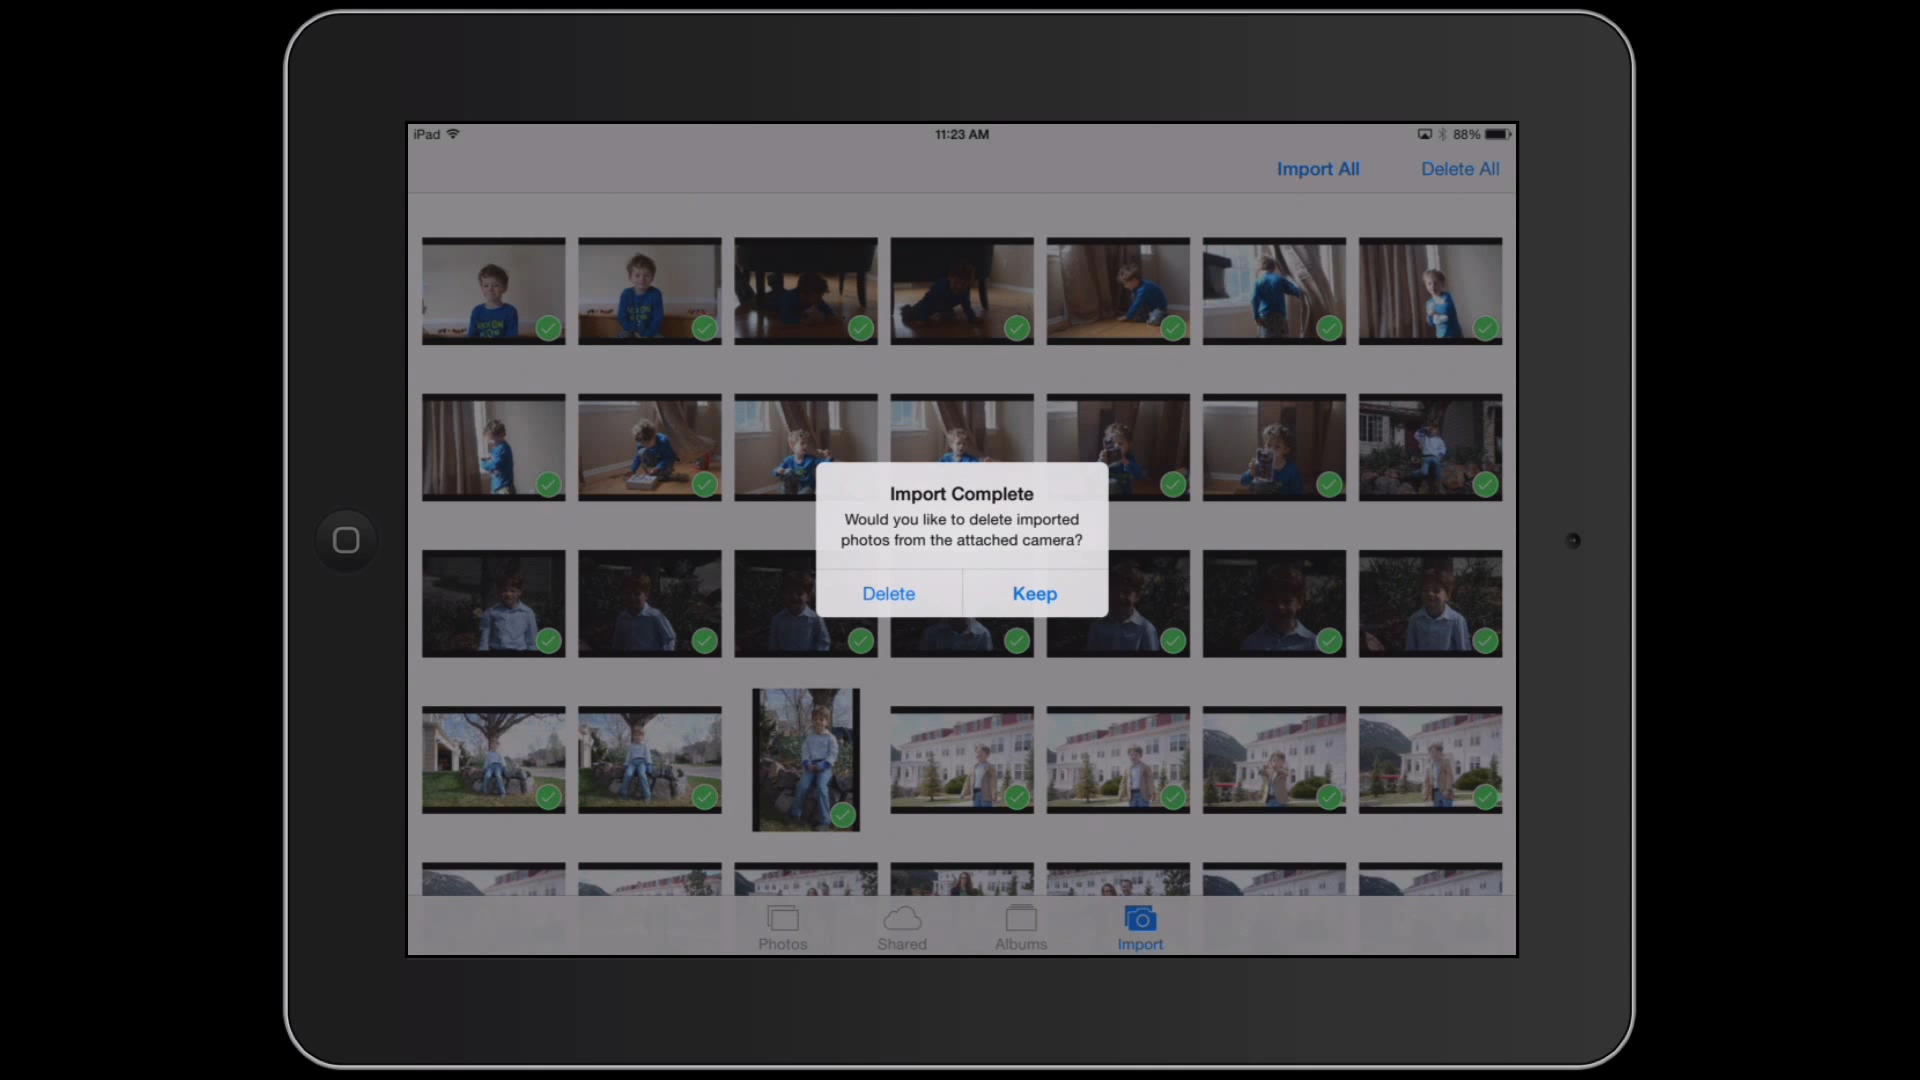 iPad
11:23 AM
88%
Import All
Delete All
Import Complete
Would you like to delete imported
photos from the attached camera?
Delete
Keep
Photos
Shared
Albums
Import